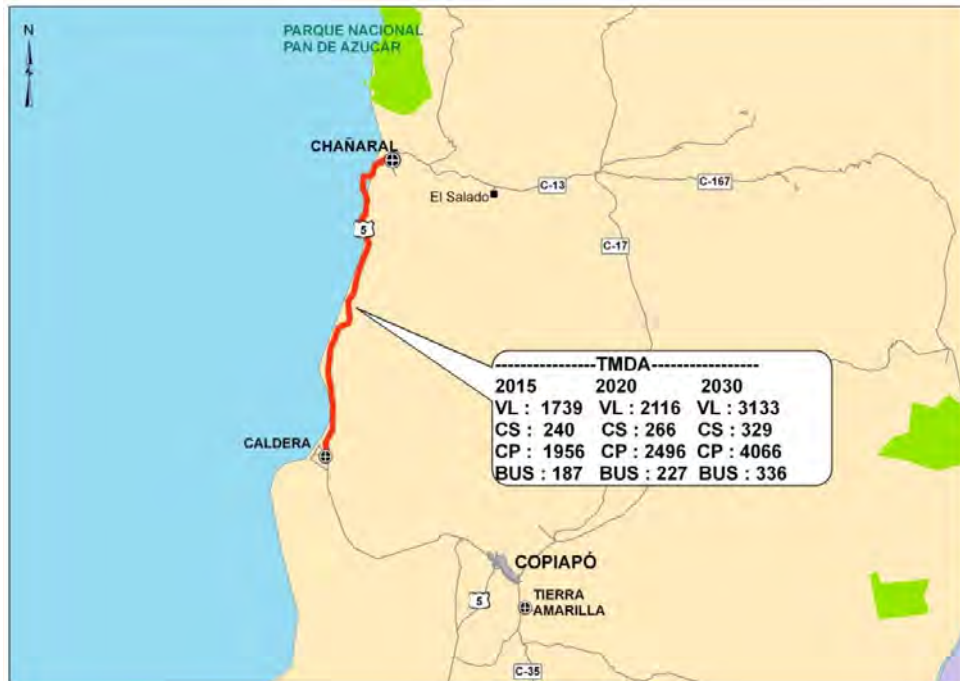 N
PARQUE NACIONAL
PAN DE AZUCAR
CHAÑARAL
El Salado
C-13
C-167
5
C-17
-----------------TMDA-----------------
2015 2020 2030
VL : 1739 VL : 2116 VL : 3133
CS : 240 CS : 266 CS : 329
CP : 1956 CP : 2496 CP : 4066
BUS : 187 BUS : 227 BUS : 336
CALDERA
COPIAPÓ
5
TIERRA
AMARILLA
C-35